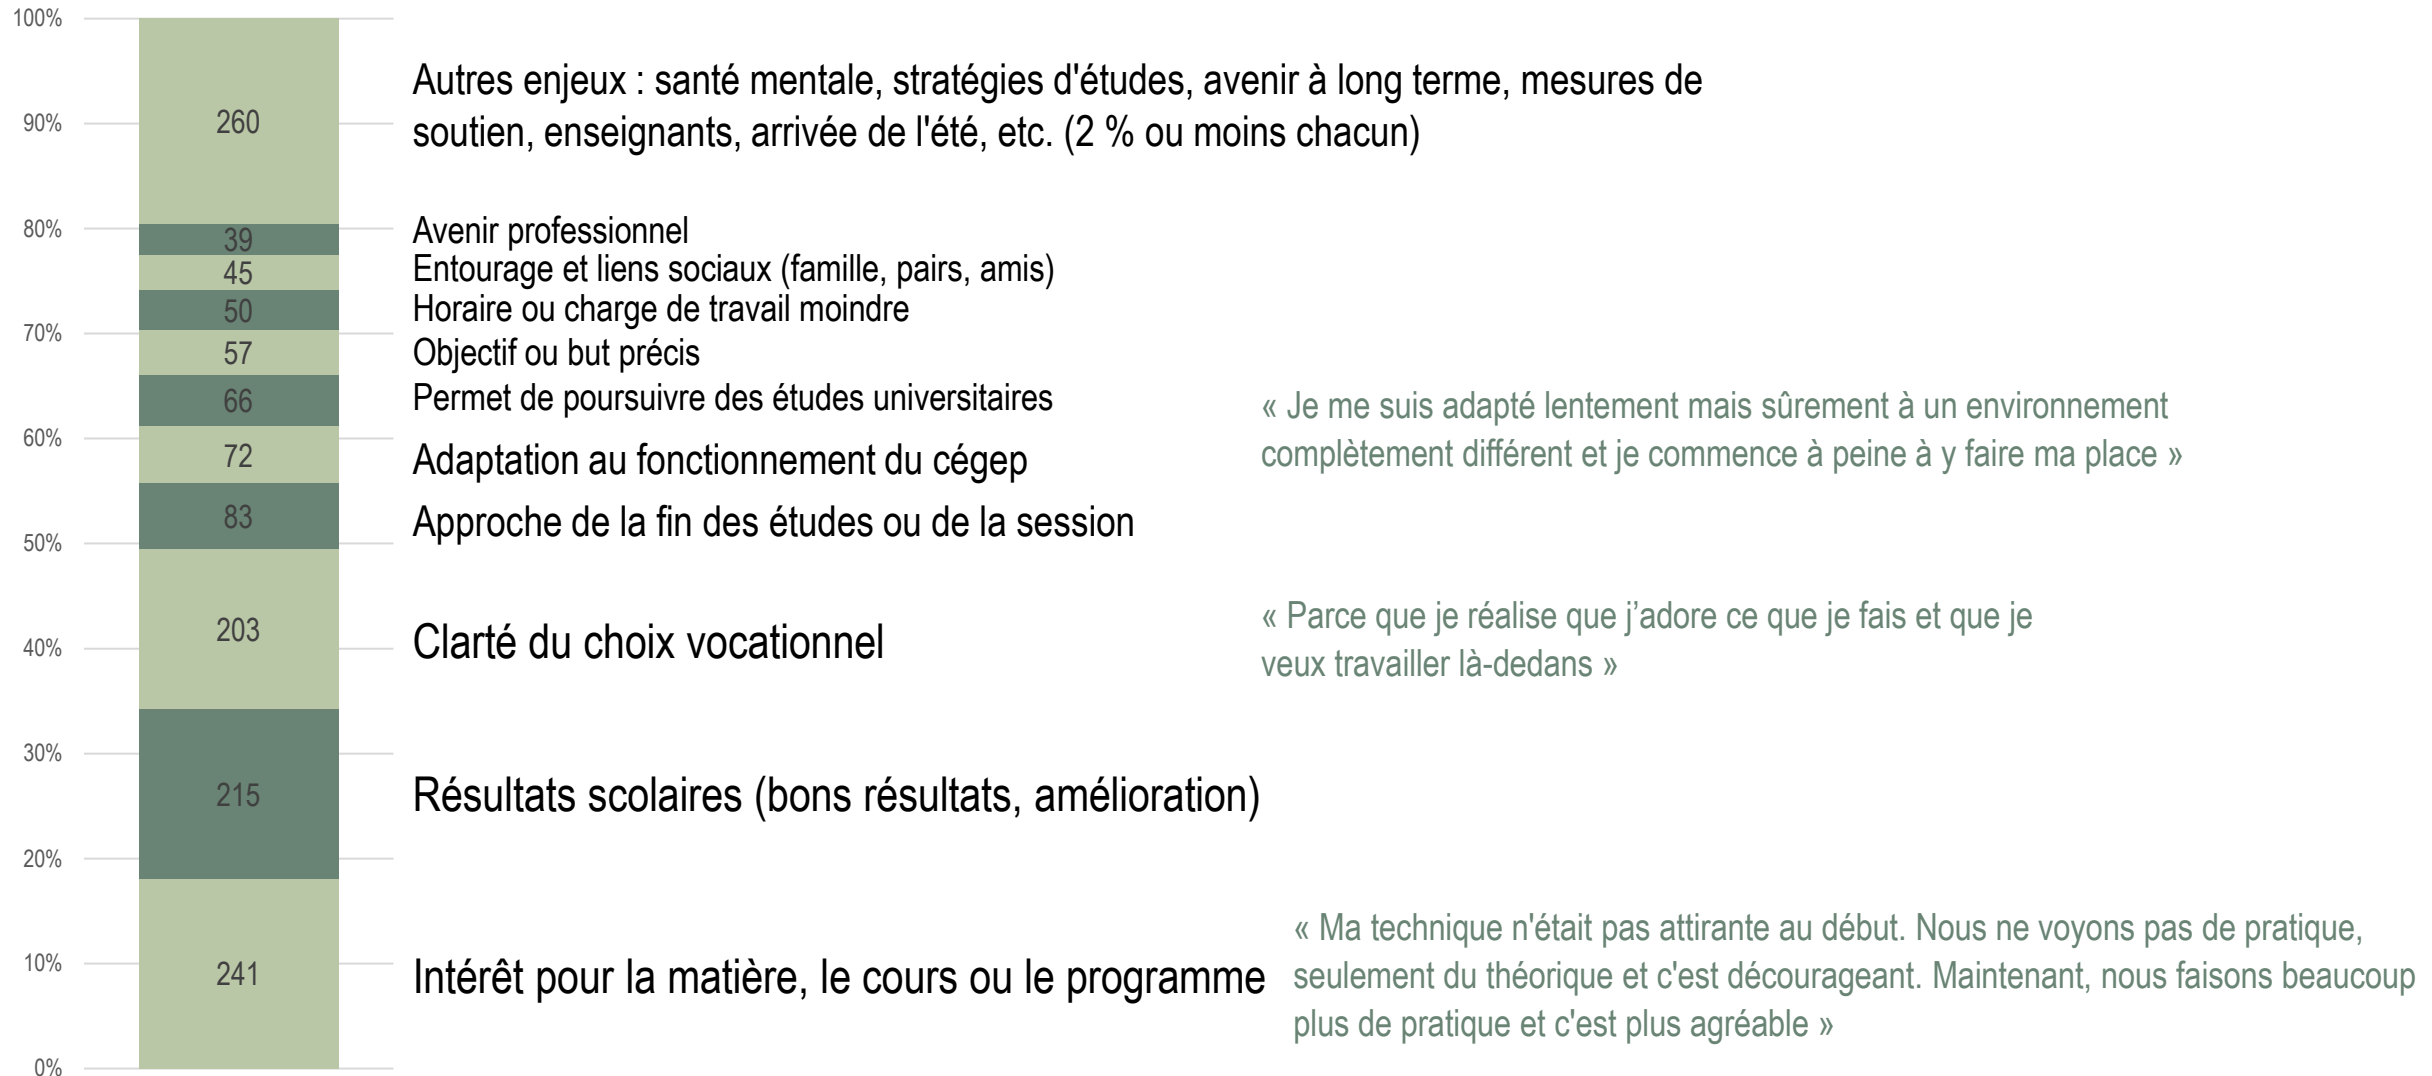 100%
260
Autres enjeux : santé mentale, stratégies d'études, avenir à long terme, mesures de
soutien, enseignants, arrivée de l'été, etc. (2 % ou moins chacun)
90%
80%
39
Avenir professionnel
45
Entourage et liens sociaux (famille, pairs, amis)
50
Horaire ou charge de travail moindre
70%
57
Objectif ou but précis
66
Permet de poursuivre des études universitaires
« Je me suis adapté lentement mais sûrement à un environnement
complètement différent et je commence à peine à y faire ma place »
60%
72
Adaptation au fonctionnement du cégep
83
Approche de la fin des études ou de la session
50%
203
Clarté du choix vocationnel
« Parce que je réalise que j’adore ce que je fais et que je
veux travailler là-dedans »
40%
30%
215
Résultats scolaires (bons résultats, amélioration)
20%
10%
241
Intérêt pour la matière, le cours ou le programme
« Ma technique n'était pas attirante au début. Nous ne voyons pas de pratique,
seulement du théorique et c'est décourageant. Maintenant, nous faisons beaucoup
plus de pratique et c'est plus agréable »
0%